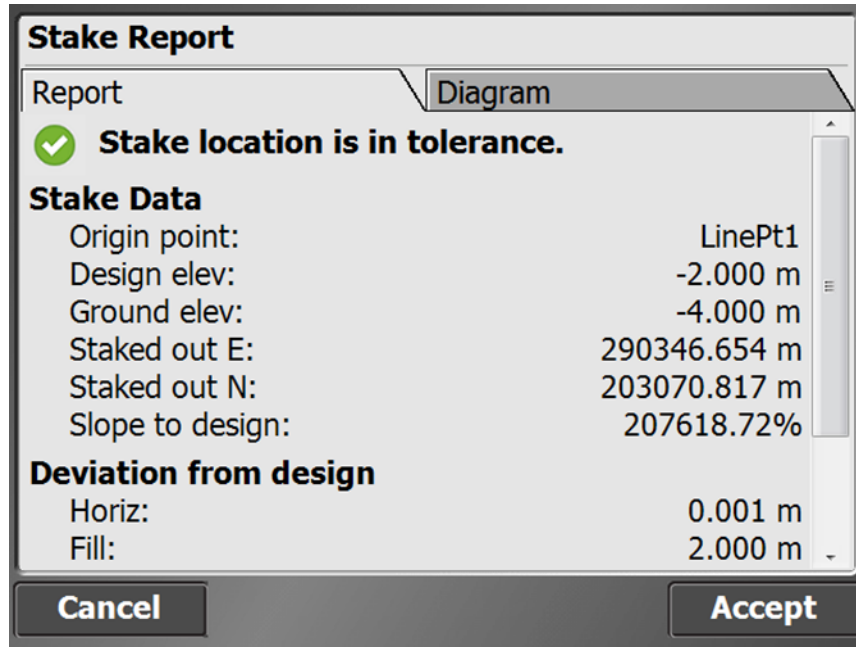 Stake Report
Report Diagram
Stake location is in tolerance.
Stake Data
Origin point: LinePt1
Design elev: -2.000 m
Ground elev: -4.000 m
Staked out E: 290346.654 m
Staked out N: 203070.817 m
Slope to design: 207618.72%
Deviation from design
Horiz: 0.001 m
Fill: 2.000 m
Cancel Accept